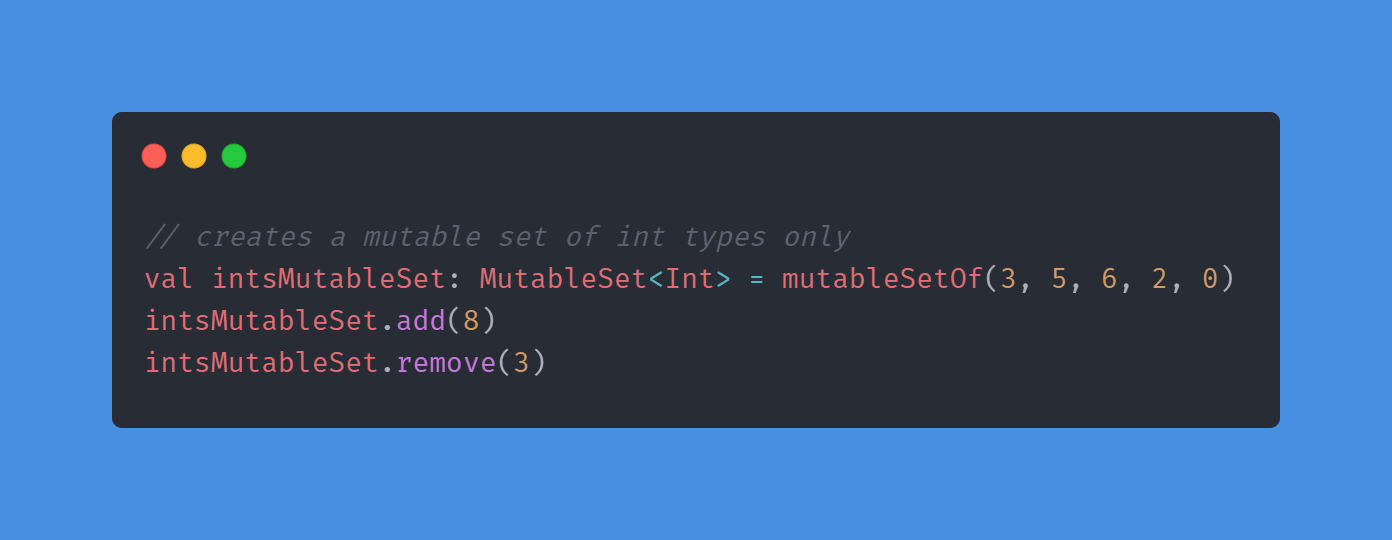 // creates a mutable set of int types only
val intsMutableSet: MutableSet<Int> = mutableSetOf(3, 5, 6, 2, 0)
intsMutableSet.add(8)
intsMutableSet.remove(3)